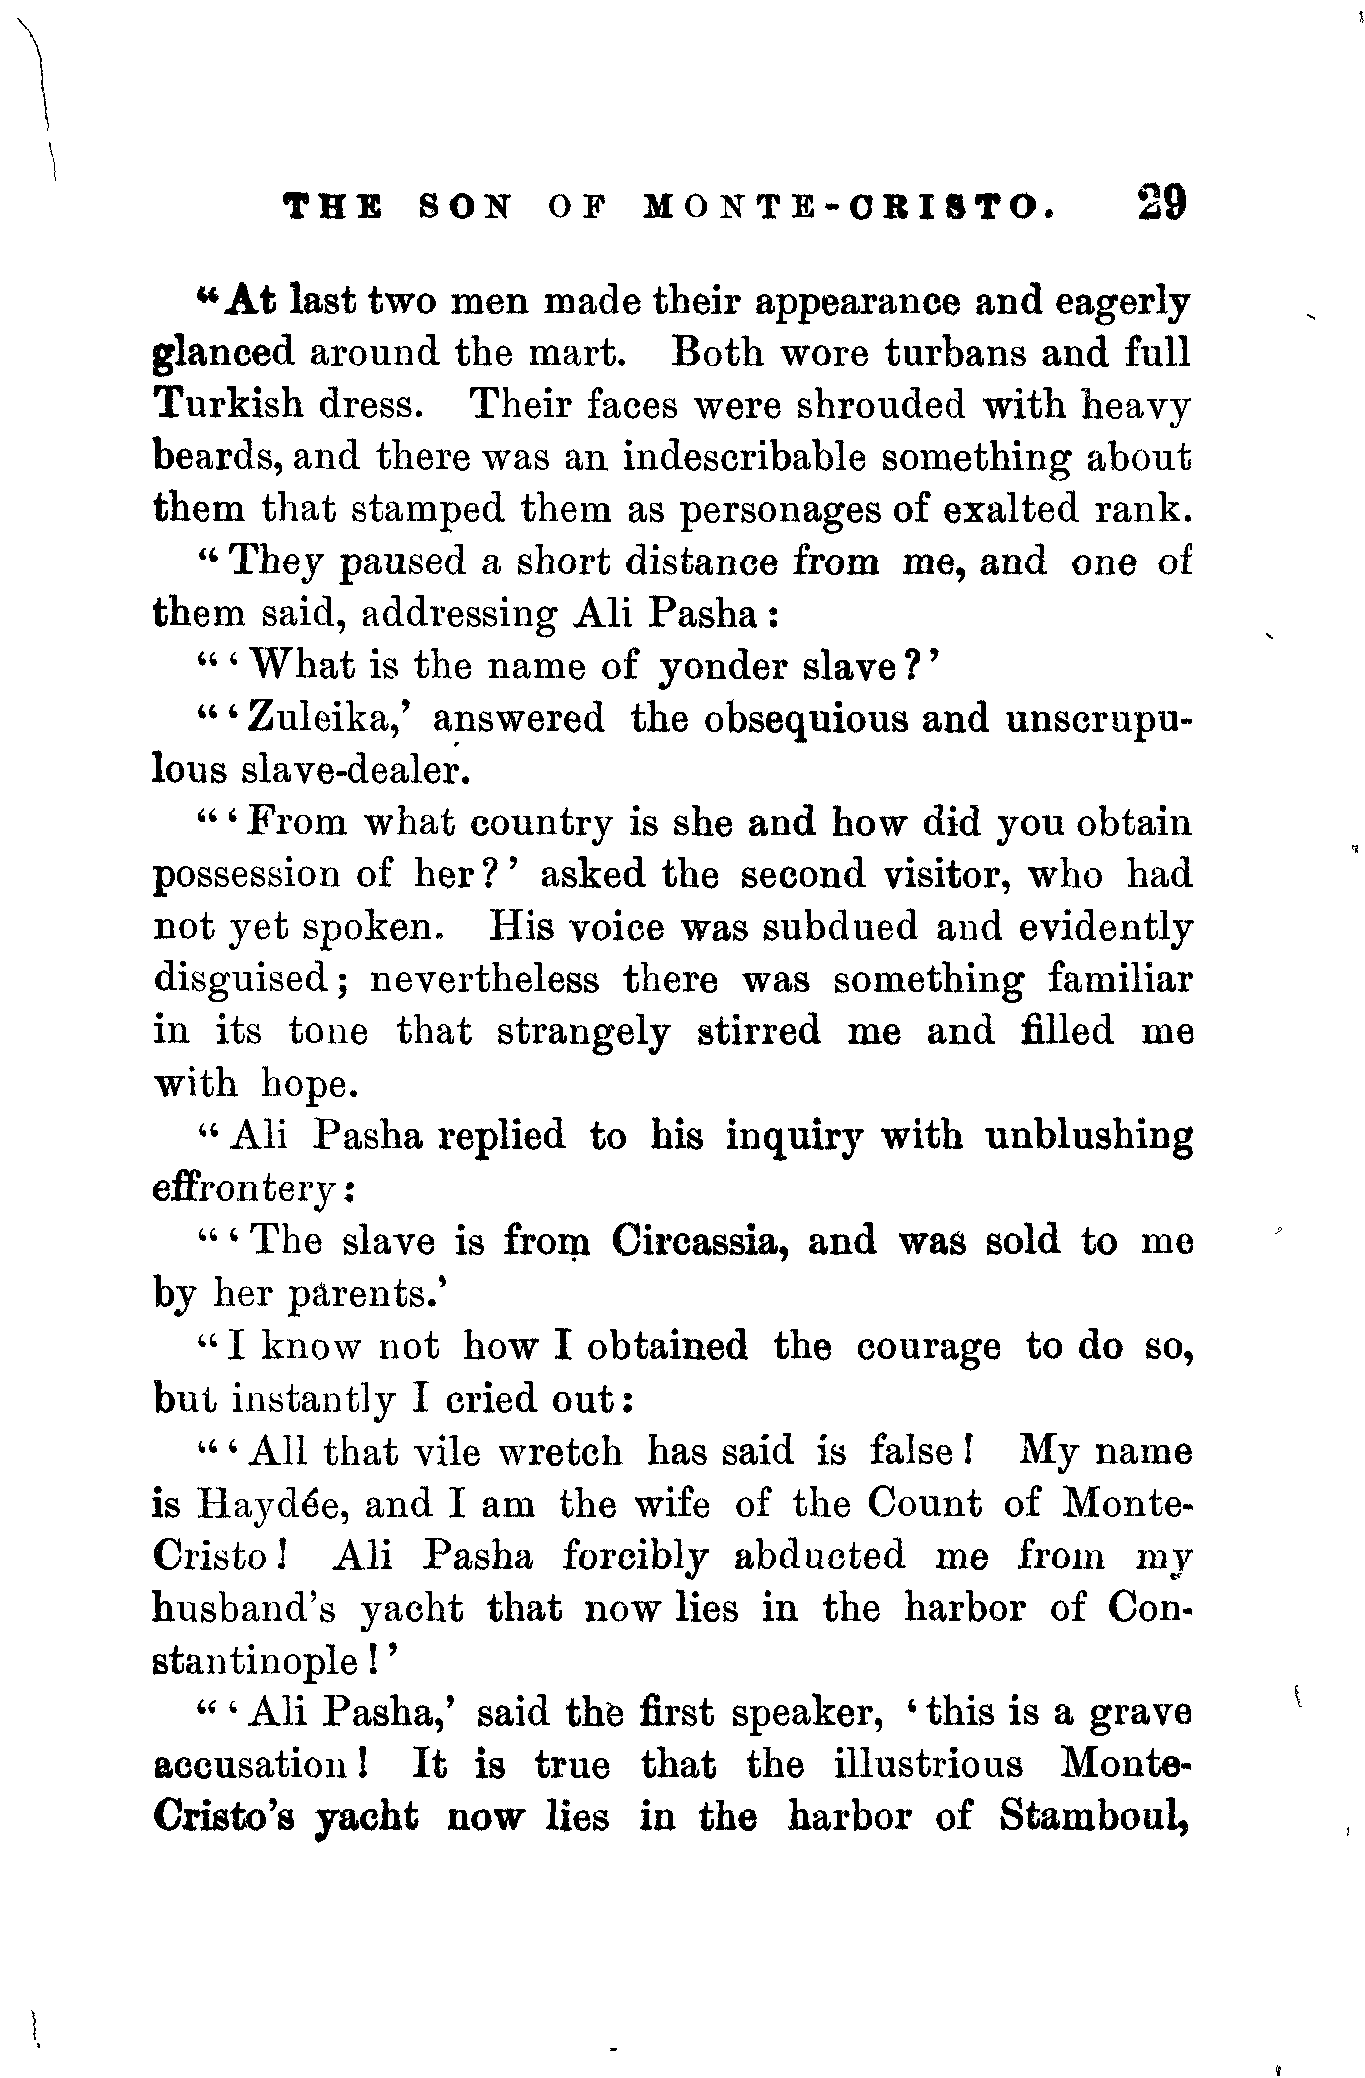 THE SON OF MONTE-CRISTO. 29
“At last two men made their appearance and eagerly
glanced around the mart. Both wore turbans and full
Turkish dress. Their faces were shrouded with heavy
beards, and there was an indescribable something about
them that stamped them as personages of exalted rank.
“They paused a short distance from me, and one of
them said, addressing Ali Pasha:
“‘What is the name of yonder slave?’
“‘Zuleika,’ answered the obsequious and unscrupu-
lous slave-dealer.
“‘From what country is she and how did you obtain
possession of her?’ asked the second visitor, who had
not yet spoken. His voice was subdued and evidently
disguised; nevertheless there was something familiar
in its tone that strangely stirred me and filled me
with hope.
“Ali Pasha replied to his inquiry with unblushing
effrontery:
“‘The slave is from Circassia, and was sold to me
by her parents.’
“I know not how I obtained the courage to do so,
but instantly I cried out:
“‘All that vile wretch has said is false! My name
is Haydée, and I am the wife of the Count of Monte-
Cristo! Ali Pasha forcibly abducted me from my
husband’s yacht that now lies in the harbor of Con-
stantinople!’
“‘Ali Pasha,’ said the first speaker, ‘this is a grave
accusation! It is true that the illustrious Monte-
Cristo’s yacht now lies in the harbor of Stamboul,